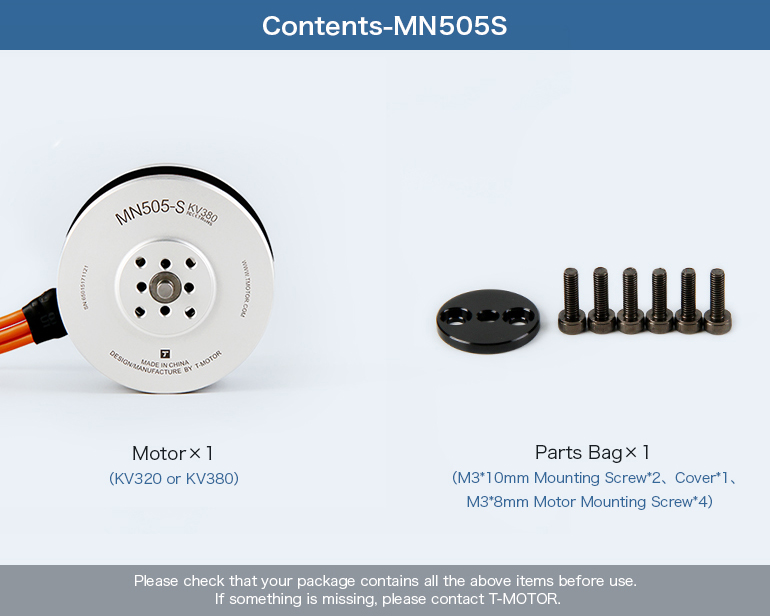 Contents-MN505S
MN505-S KV380
WWW.TMOTOR.COM
T
MADE IN CHINA
DESIGN/MANUFACTURE BY T-MOTOR
Motor×1
(KV320 or KV380)
Parts Bag×1
(M3*10mm Mounting Screw*2、Cover*1、
M3*8mm Motor Mounting Screw*4)
Please check that your package contains all the above items before use.
If something is missing, please contact T-MOTOR.